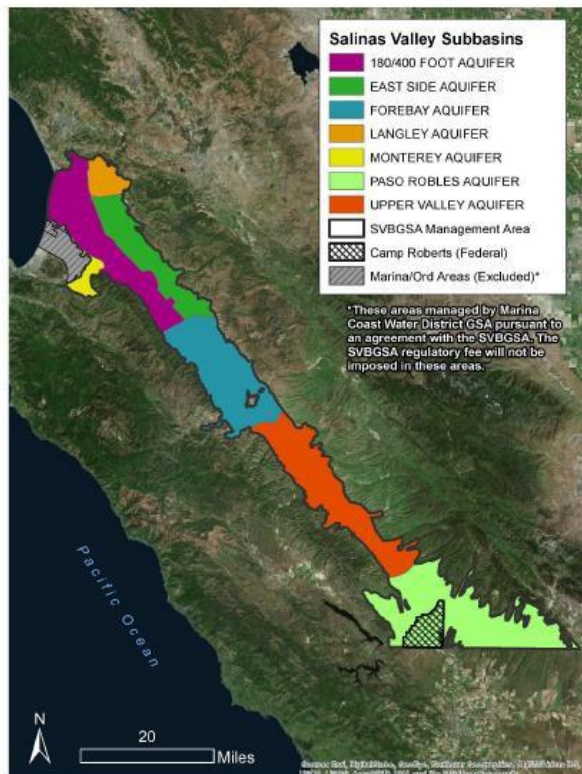 Salinas Valley Subbasins
180/400 FOOT AQUIFER
EAST SIDE AQUIFER
FOREBAY AQUIFER
LANGLEY AQUIFER
MONTEREY AQUIFER
PASO ROBLES AQUIFER
UPPER VALLEY AQUIFER
SVBGSA Management Area
Camp Roberts (Federal)
Marina/Ord Areas (Excluded)*
*These areas managed by Marina
Coast Water District GSA pursuant to
an agreement with the SVBGSA. The
SVBGSA regulatory fee will not be
imposed in these areas.
Pacific Ocean
N
20
Miles